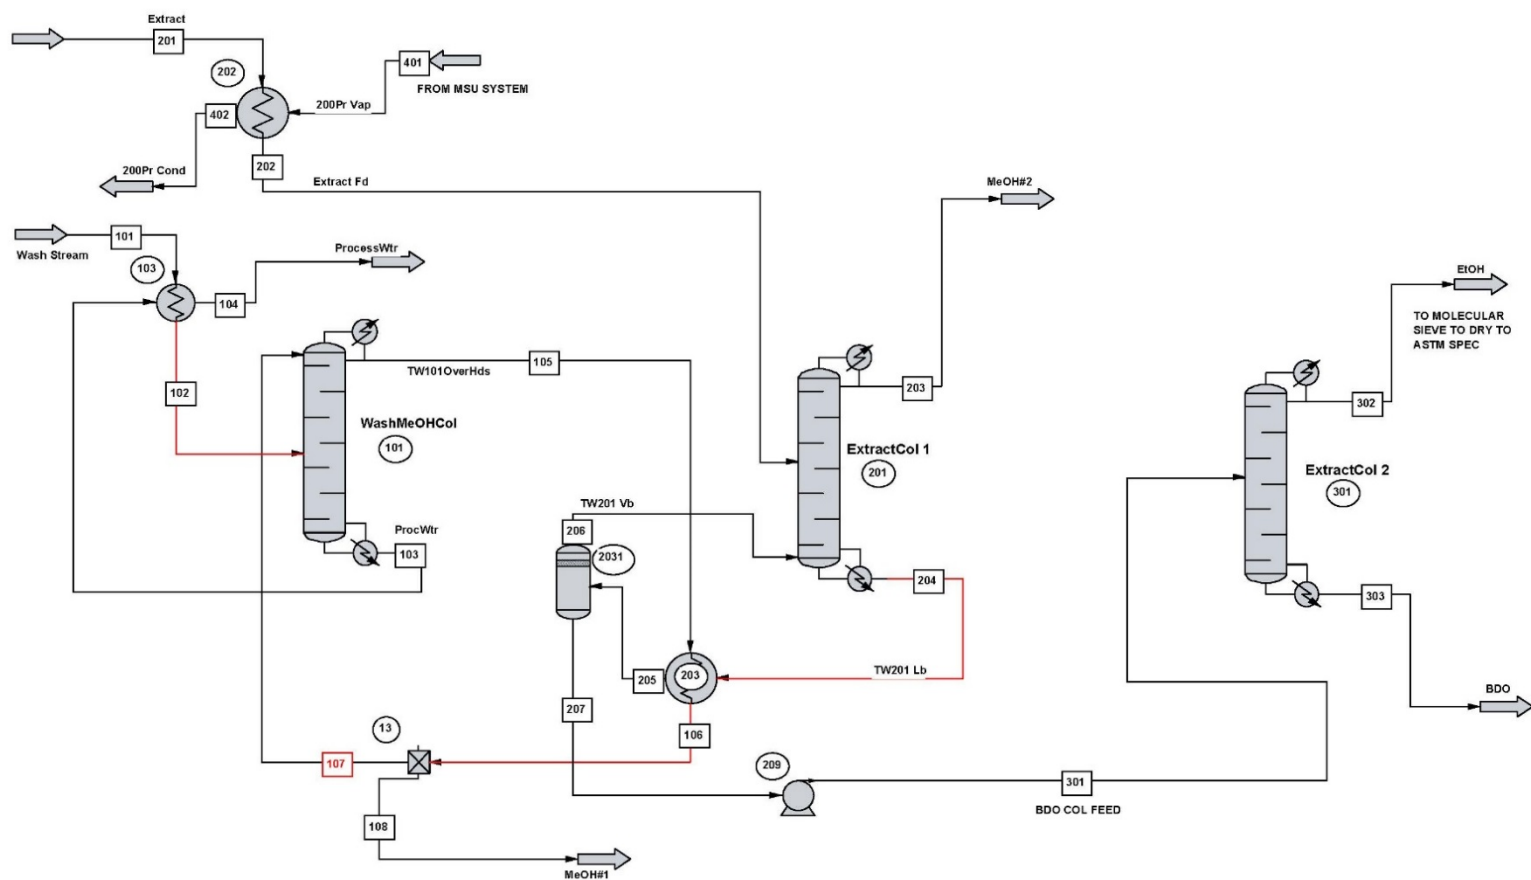 Extract
201
202
401
FROM MSU SYSTEM
402
200Pr Vap
200Pr Cond
202
Extract Fd
MeOH#2
101
Wash Stream
103
ProcessWtr
104
EtOH
TO MOLECULAR
SIEVE TO DRY TO
ASTM SPEC
105
TW101OverHds
102
203
302
WashMeOHCol
101
ExtractCol 1
201
ExtractCol 2
301
TW201 Vb
206
ProcWtr
103
2031
204
303
TW201 Lb
205
203
BDO
207
106
13
107
209
301
BDO COL FEED
108
MeOH#1